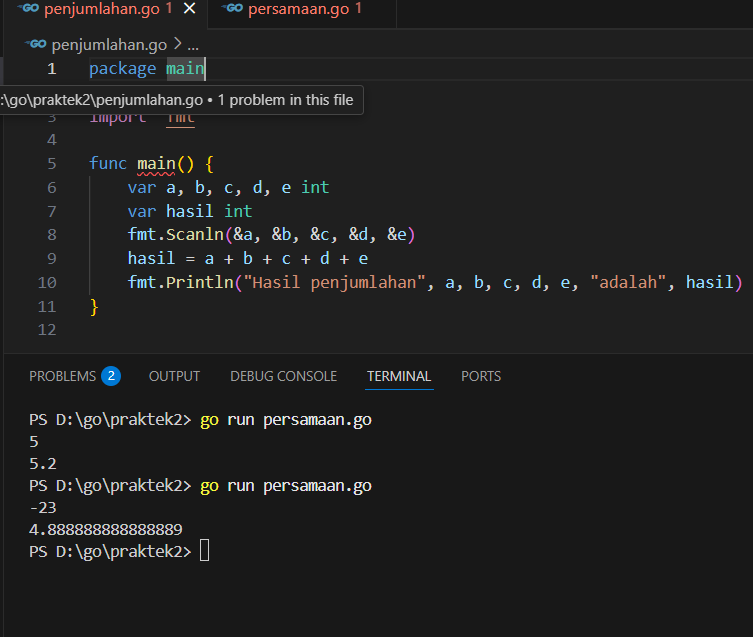 GO penjumlahan.go 1 × GO persamaan.go 1
GO penjumlahan.go > ...
1 package main
:\go\praktek2\penjumlahan.go • 1 problem in this file
3 import "fmt"
4
5 func main() {
6 var a, b, c, d, e int
7 var hasil int
8 fmt.Scanln(&a, &b, &c, &d, &e)
9 hasil = a + b + c + d + e
10 fmt.Println("Hasil penjumlahan", a, b, c, d, e, "adalah", hasil)
11 }
12
PROBLEMS 2 OUTPUT DEBUG CONSOLE TERMINAL PORTS
PS D:\go\praktek2> go run persamaan.go
5
5.2
PS D:\go\praktek2> go run persamaan.go
-23
4.888888888888889
PS D:\go\praktek2>